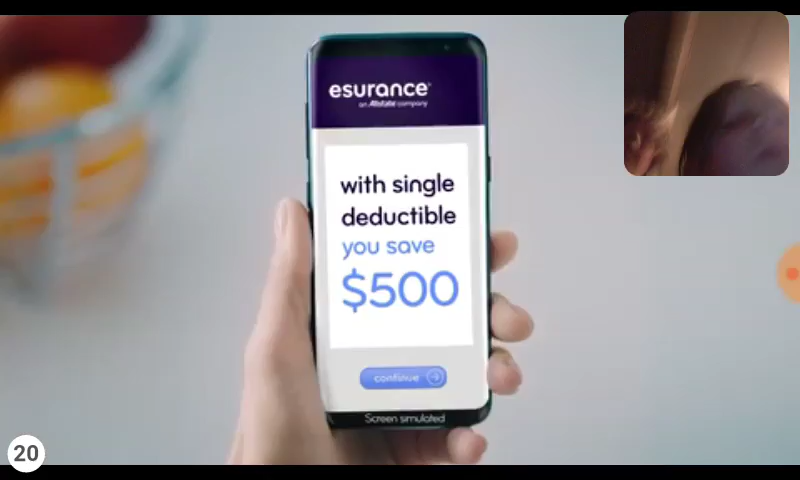 esurance
an Allstate company
with single
deductible
you save
$500
continue
Screen simulated
20